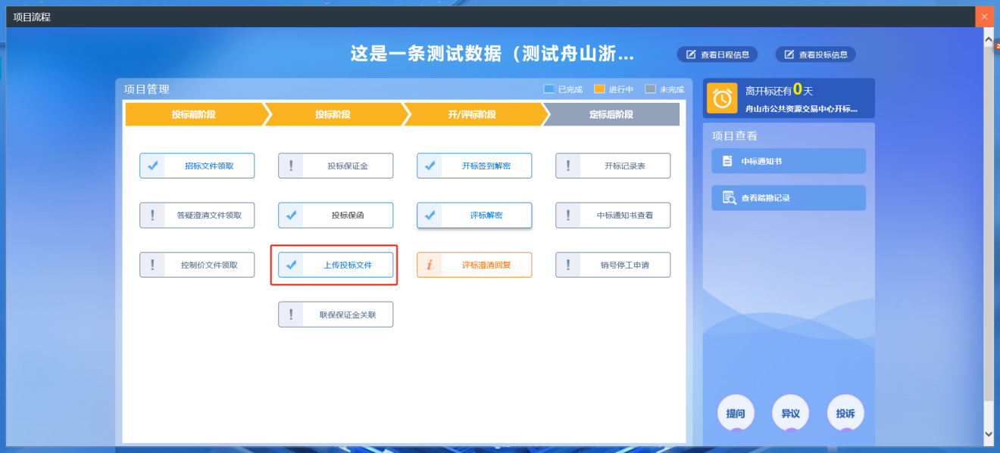 项目流程
这是一条测试数据（测试舟山浙...
查看日程信息
查看投标信息
项目管理
已完成
进行中
未完成
投标前阶段
投标阶段
开/评标阶段
定标后阶段
招标文件领取
投标保证金
开标签到解密
开标记录表
答疑澄清文件领取
投标保函
评标解密
中标通知书查看
控制价文件领取
上传投标文件
评标澄清回复
销号停工申请
联保保证金关联
离开标还有0天
舟山市公共资源交易中心开标...
项目查看
中标通知书
查看踏勘记录
提问
异议
投诉